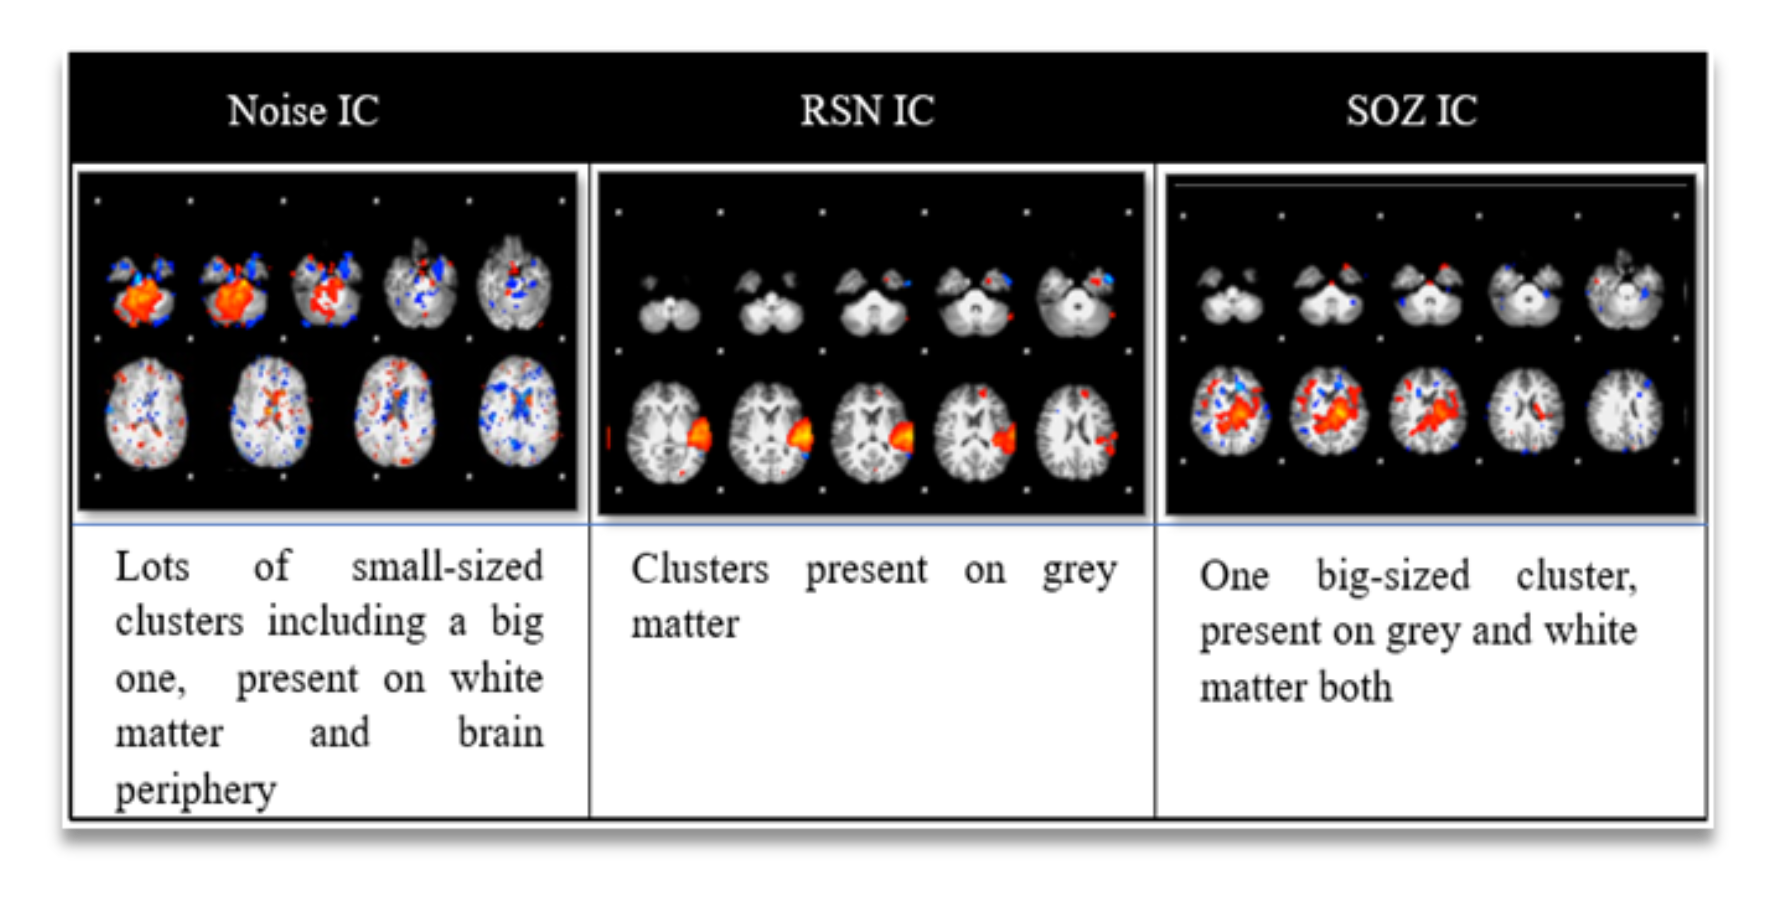 Noise IC
RSN IC
SOZ IC
Lots of small-sized
clusters including a big
one, present on white
matter and brain
periphery
Clusters present on grey
matter
One big-sized cluster,
present on grey and white
matter both